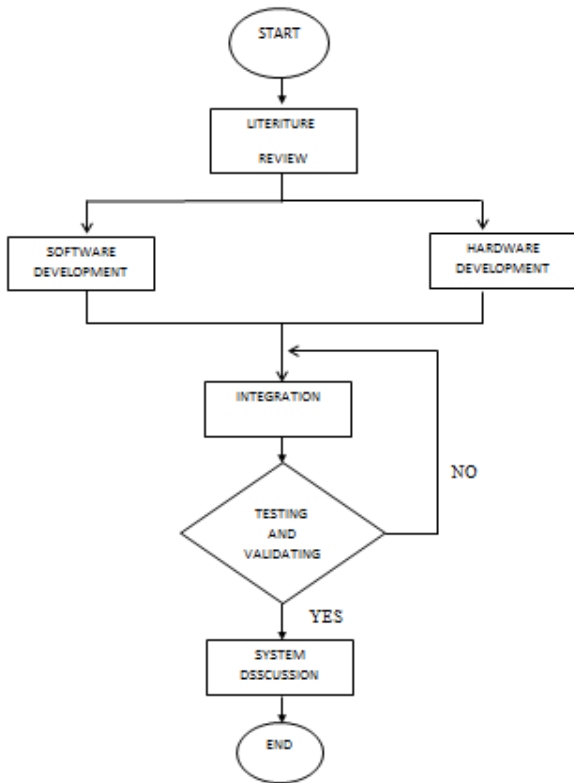 START
LITERITURE
REVIEW
SOFTWARE
DEVELOPMENT
HARDWARE
DEVELOPMENT
INTEGRATION
NO
TESTING
AND
VALIDATING
YES
SYSTEM
DSSCUSSION
END